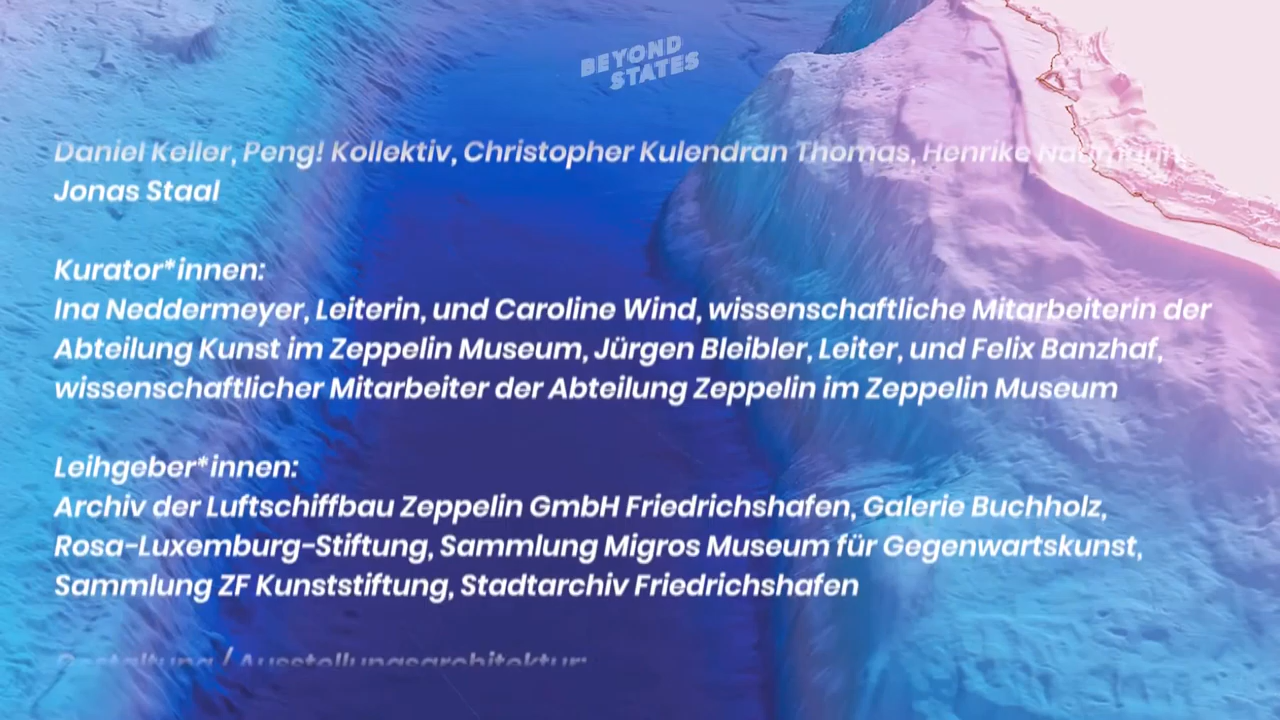 BEYOND
STATES
Daniel Keller, Peng! Kollektiv, Christopher Kulendran Thomas, Henrike Naumann,
Jonas Staal
Kurator*innen:
Ina Neddermeyer, Leiterin, und Caroline Wind, wissenschaftliche Mitarbeiterin der
Abteilung Kunst im Zeppelin Museum, Jürgen Bleibler, Leiter, und Felix Banzhaf,
wissenschaftlicher Mitarbeiter der Abteilung Zeppelin im Zeppelin Museum
Leihgeber*innen:
Archiv der Luftschiffbau Zeppelin GmbH Friedrichshafen, Galerie Buchholz,
Rosa-Luxemburg-Stiftung, Sammlung Migros Museum für Gegenwartskunst,
Sammlung ZF Kunststiftung, Stadtarchiv Friedrichshafen
Gestaltung / Ausstellungsarchitektur: